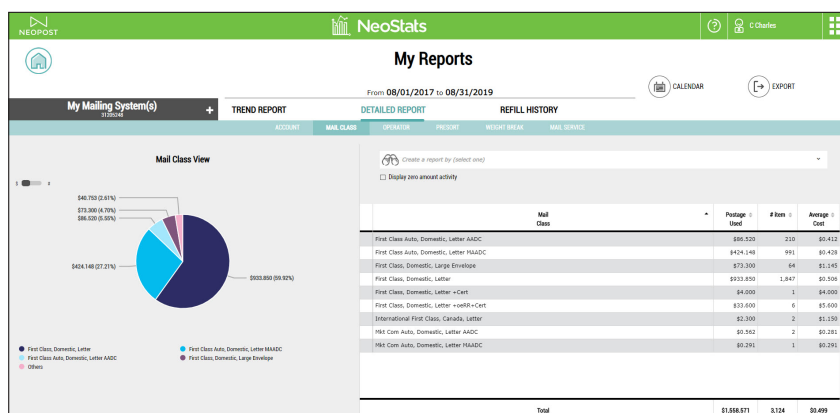 NEOPOST
NeoStats
C Charles
My Reports
From 08/01/2017 to 08/31/2019
CALENDAR
EXPORT
My Mailing System(s)
31395248
+
TREND REPORT
DETAILED REPORT
REFILL HISTORY
ACCOUNT MAIL CLASS OPERATOR PRESORT WEIGHT BREAK MAIL SERVICE
Mail Class View
$ #
$40.753 (2.61%)
$73.300 (4.70%)
$86.520 (5.55%)
$424.148 (27.21%)
$933.850 (59.92%)
First Class, Domestic, Letter
First Class Auto, Domestic, Letter MAADC
First Class Auto, Domestic, Letter AADC
First Class, Domestic, Large Envelope
Others
Create a report by (select one)
Display zero amount activity
Mail Class Postage Used # item Average Cost
First Class Auto, Domestic, Letter AADC $86.520 210 $0.412
First Class Auto, Domestic, Letter MAADC $424.148 991 $0.428
First Class, Domestic, Large Envelope $73.300 64 $1.145
First Class, Domestic, Letter $933.850 1,847 $0.506
First Class, Domestic, Letter +Cert $4.000 1 $4.000
First Class, Domestic, Letter +oeRR+Cert $33.600 6 $5.600
International First Class, Canada, Letter $2.300 2 $1.150
Mkt Com Auto, Domestic, Letter AADC $0.562 2 $0.281
Mkt Com Auto, Domestic, Letter MAADC $0.291 1 $0.291
Total $1,558.571 3,124 $0.499